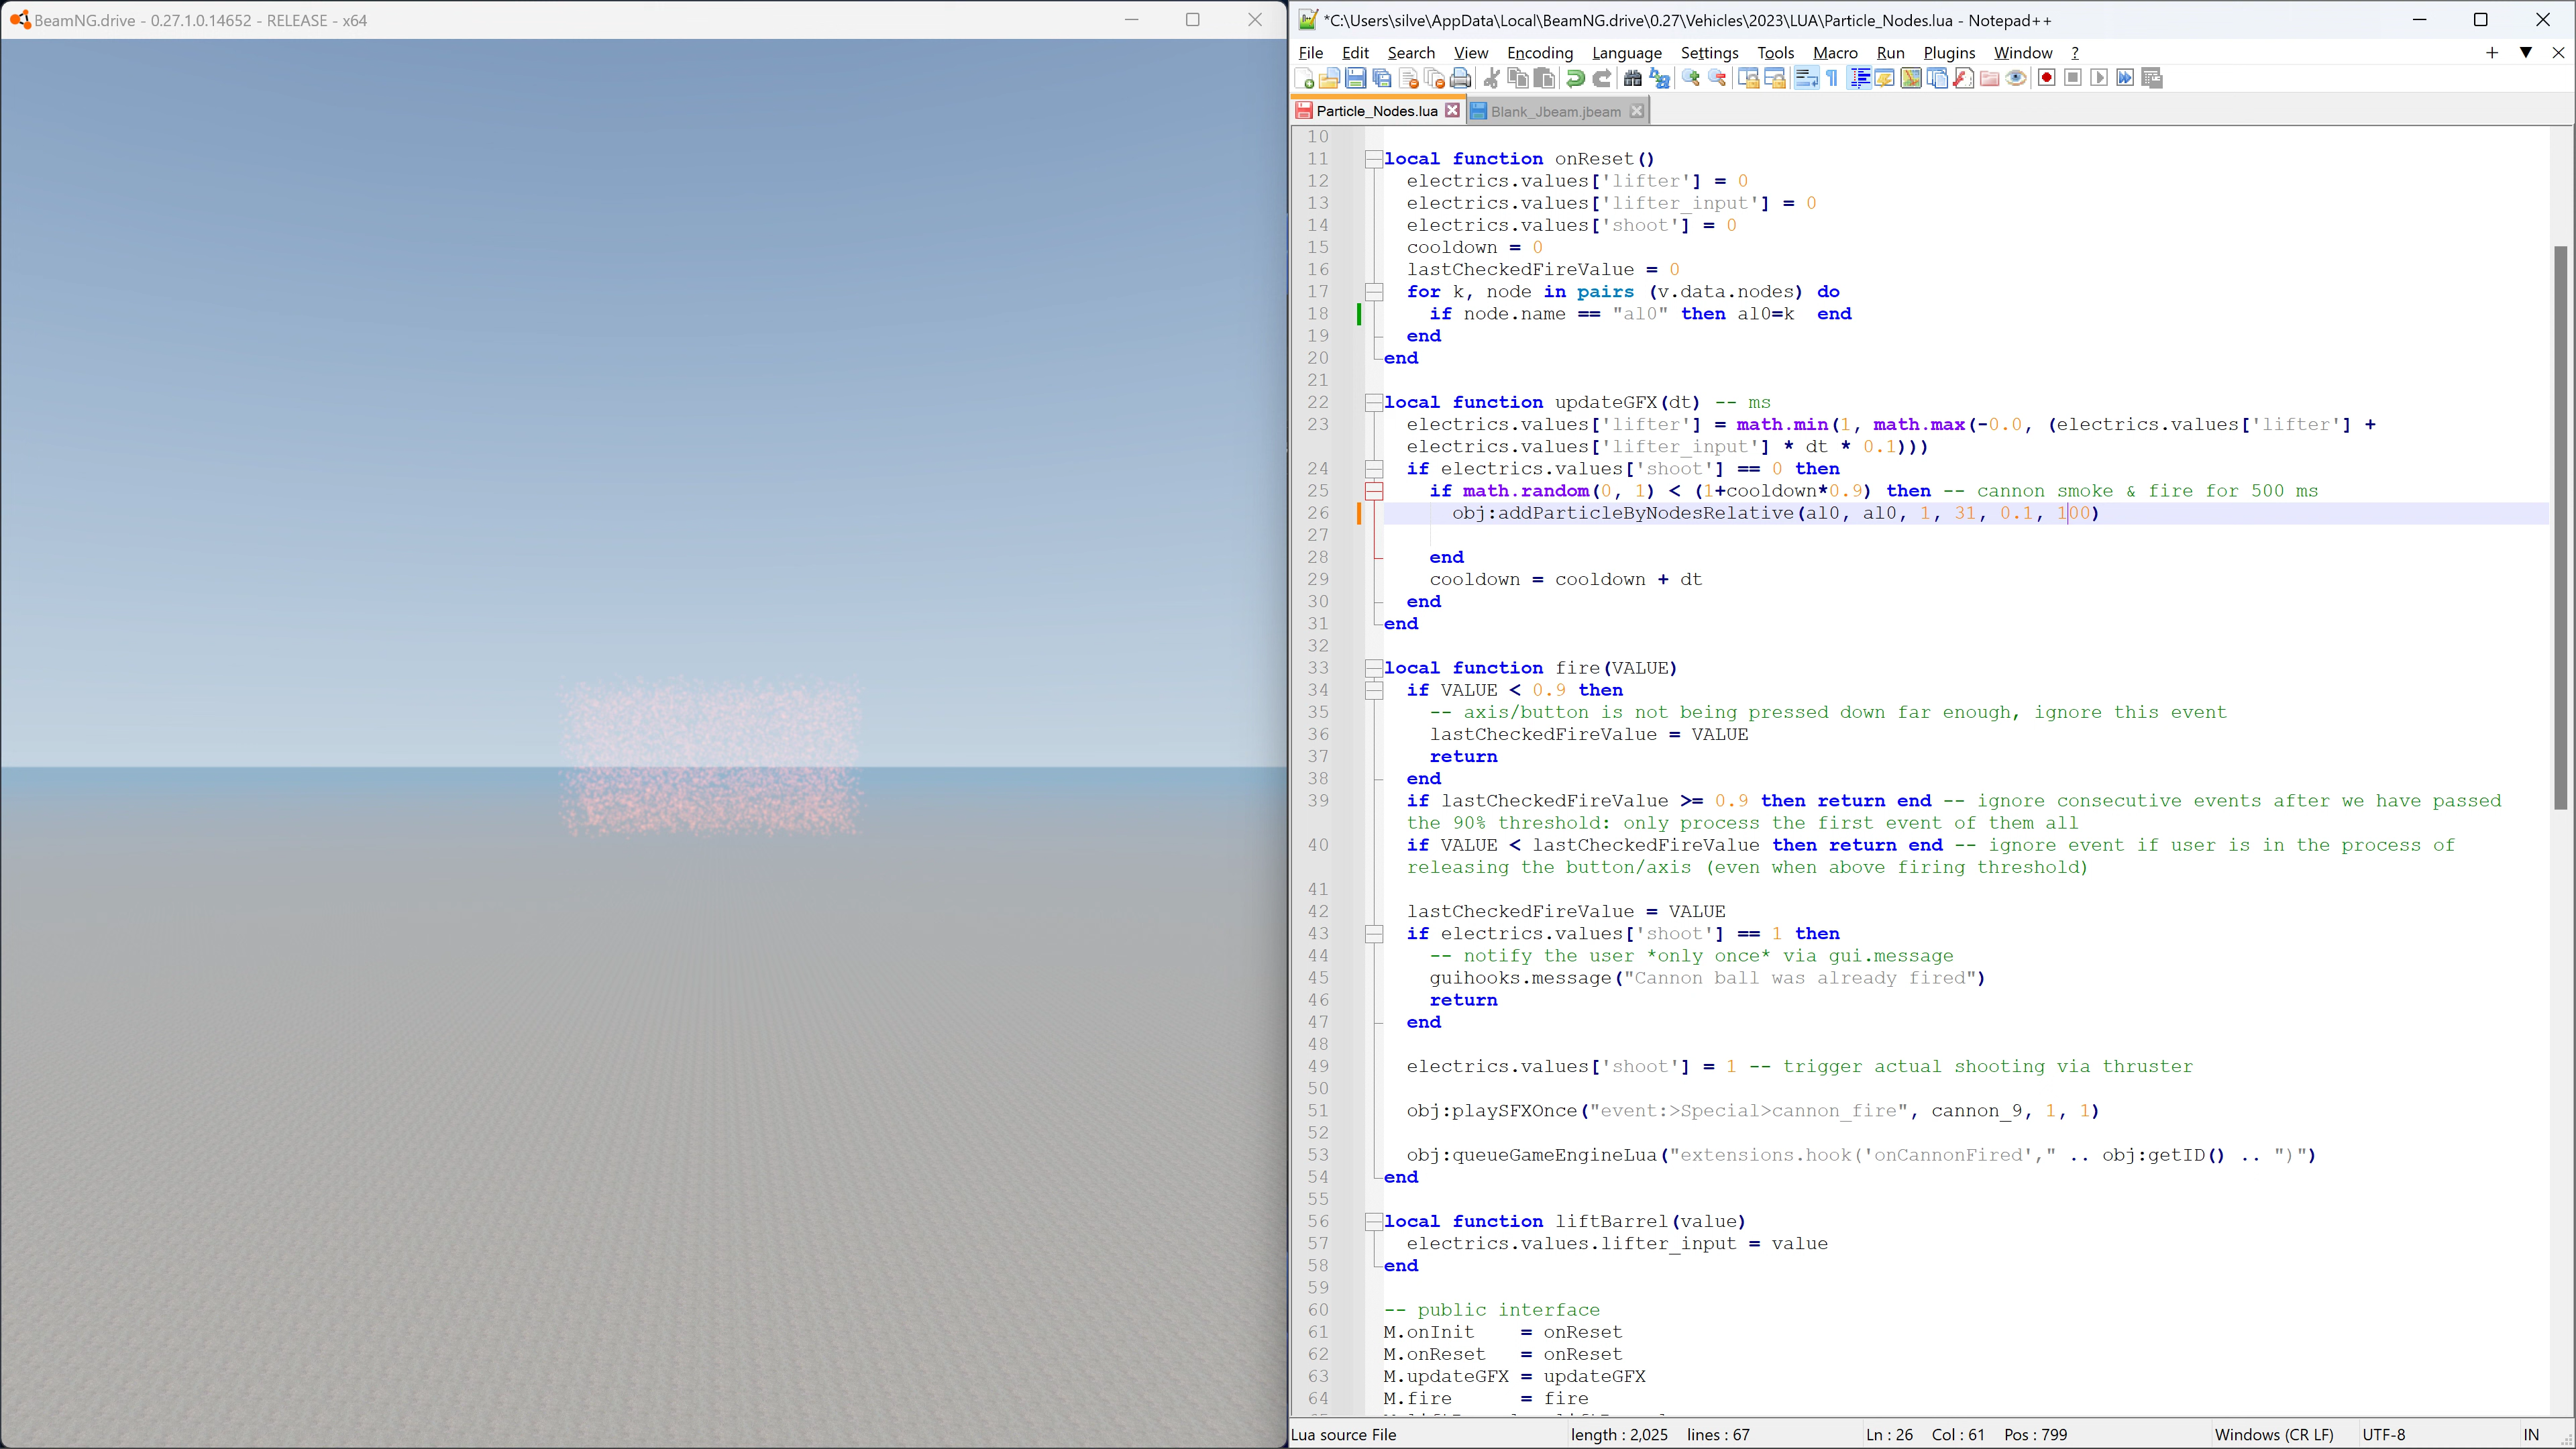 BeamNG.drive - 0.27.1.0.14652 - RELEASE - x64
*C:\Users\silve\AppData\Local\BeamNG.drive\0.27\Vehicles\2023\LUA\Particle_Nodes.lua - Notepad++
File Edit Search View Encoding Language Settings Tools Macro Run Plugins Window ?
Particle_Nodes.lua Blank_Jbeam.jbeam
10
11 local function onReset()
12 electrics.values['lifter'] = 0
13 electrics.values['lifter_input'] = 0
14 electrics.values['shoot'] = 0
15 cooldown = 0
16 lastCheckedFireValue = 0
17 for k, node in pairs (v.data.nodes) do
18 if node.name == "al0" then al0=k end
19 end
20 end
21
22 local function updateGFX(dt) -- ms
23 electrics.values['lifter'] = math.min(1, math.max(-0.0, (electrics.values['lifter'] +
electrics.values['lifter_input'] * dt * 0.1)))
24 if electrics.values['shoot'] == 0 then
25 if math.random(0, 1) < (1+cooldown*0.9) then -- cannon smoke & fire for 500 ms
26 obj:addParticleByNodesRelative(al0, al0, 1, 31, 0.1, 100)
27
28 end
29 cooldown = cooldown + dt
30 end
31 end
32
33 local function fire(VALUE)
34 if VALUE < 0.9 then
35 -- axis/button is not being pressed down far enough, ignore this event
36 lastCheckedFireValue = VALUE
37 return
38 end
39 if lastCheckedFireValue >= 0.9 then return end -- ignore consecutive events after we have passed
the 90% threshold: only process the first event of them all
40 if VALUE < lastCheckedFireValue then return end -- ignore event if user is in the process of
releasing the button/axis (even when above firing threshold)
41
42 lastCheckedFireValue = VALUE
43 if electrics.values['shoot'] == 1 then
44 -- notify the user *only once* via gui.message
45 guihooks.message("Cannon ball was already fired")
46 return
47 end
48
49 electrics.values['shoot'] = 1 -- trigger actual shooting via thruster
50
51 obj:playSFXOnce("event:>Special>cannon_fire", cannon_9, 1, 1)
52
53 obj:queueGameEngineLua("extensions.hook('onCannonFired'," .. obj:getID() .. ")")
54 end
55
56 local function liftBarrel(value)
57 electrics.values.lifter_input = value
58 end
59
60 -- public interface
61 M.onInit = onReset
62 M.onReset = onReset
63 M.updateGFX = updateGFX
64 M.fire = fire
Lua source File length : 2,025 lines : 67 Ln : 26 Col : 61 Pos : 799 Windows (CR LF) UTF-8 IN